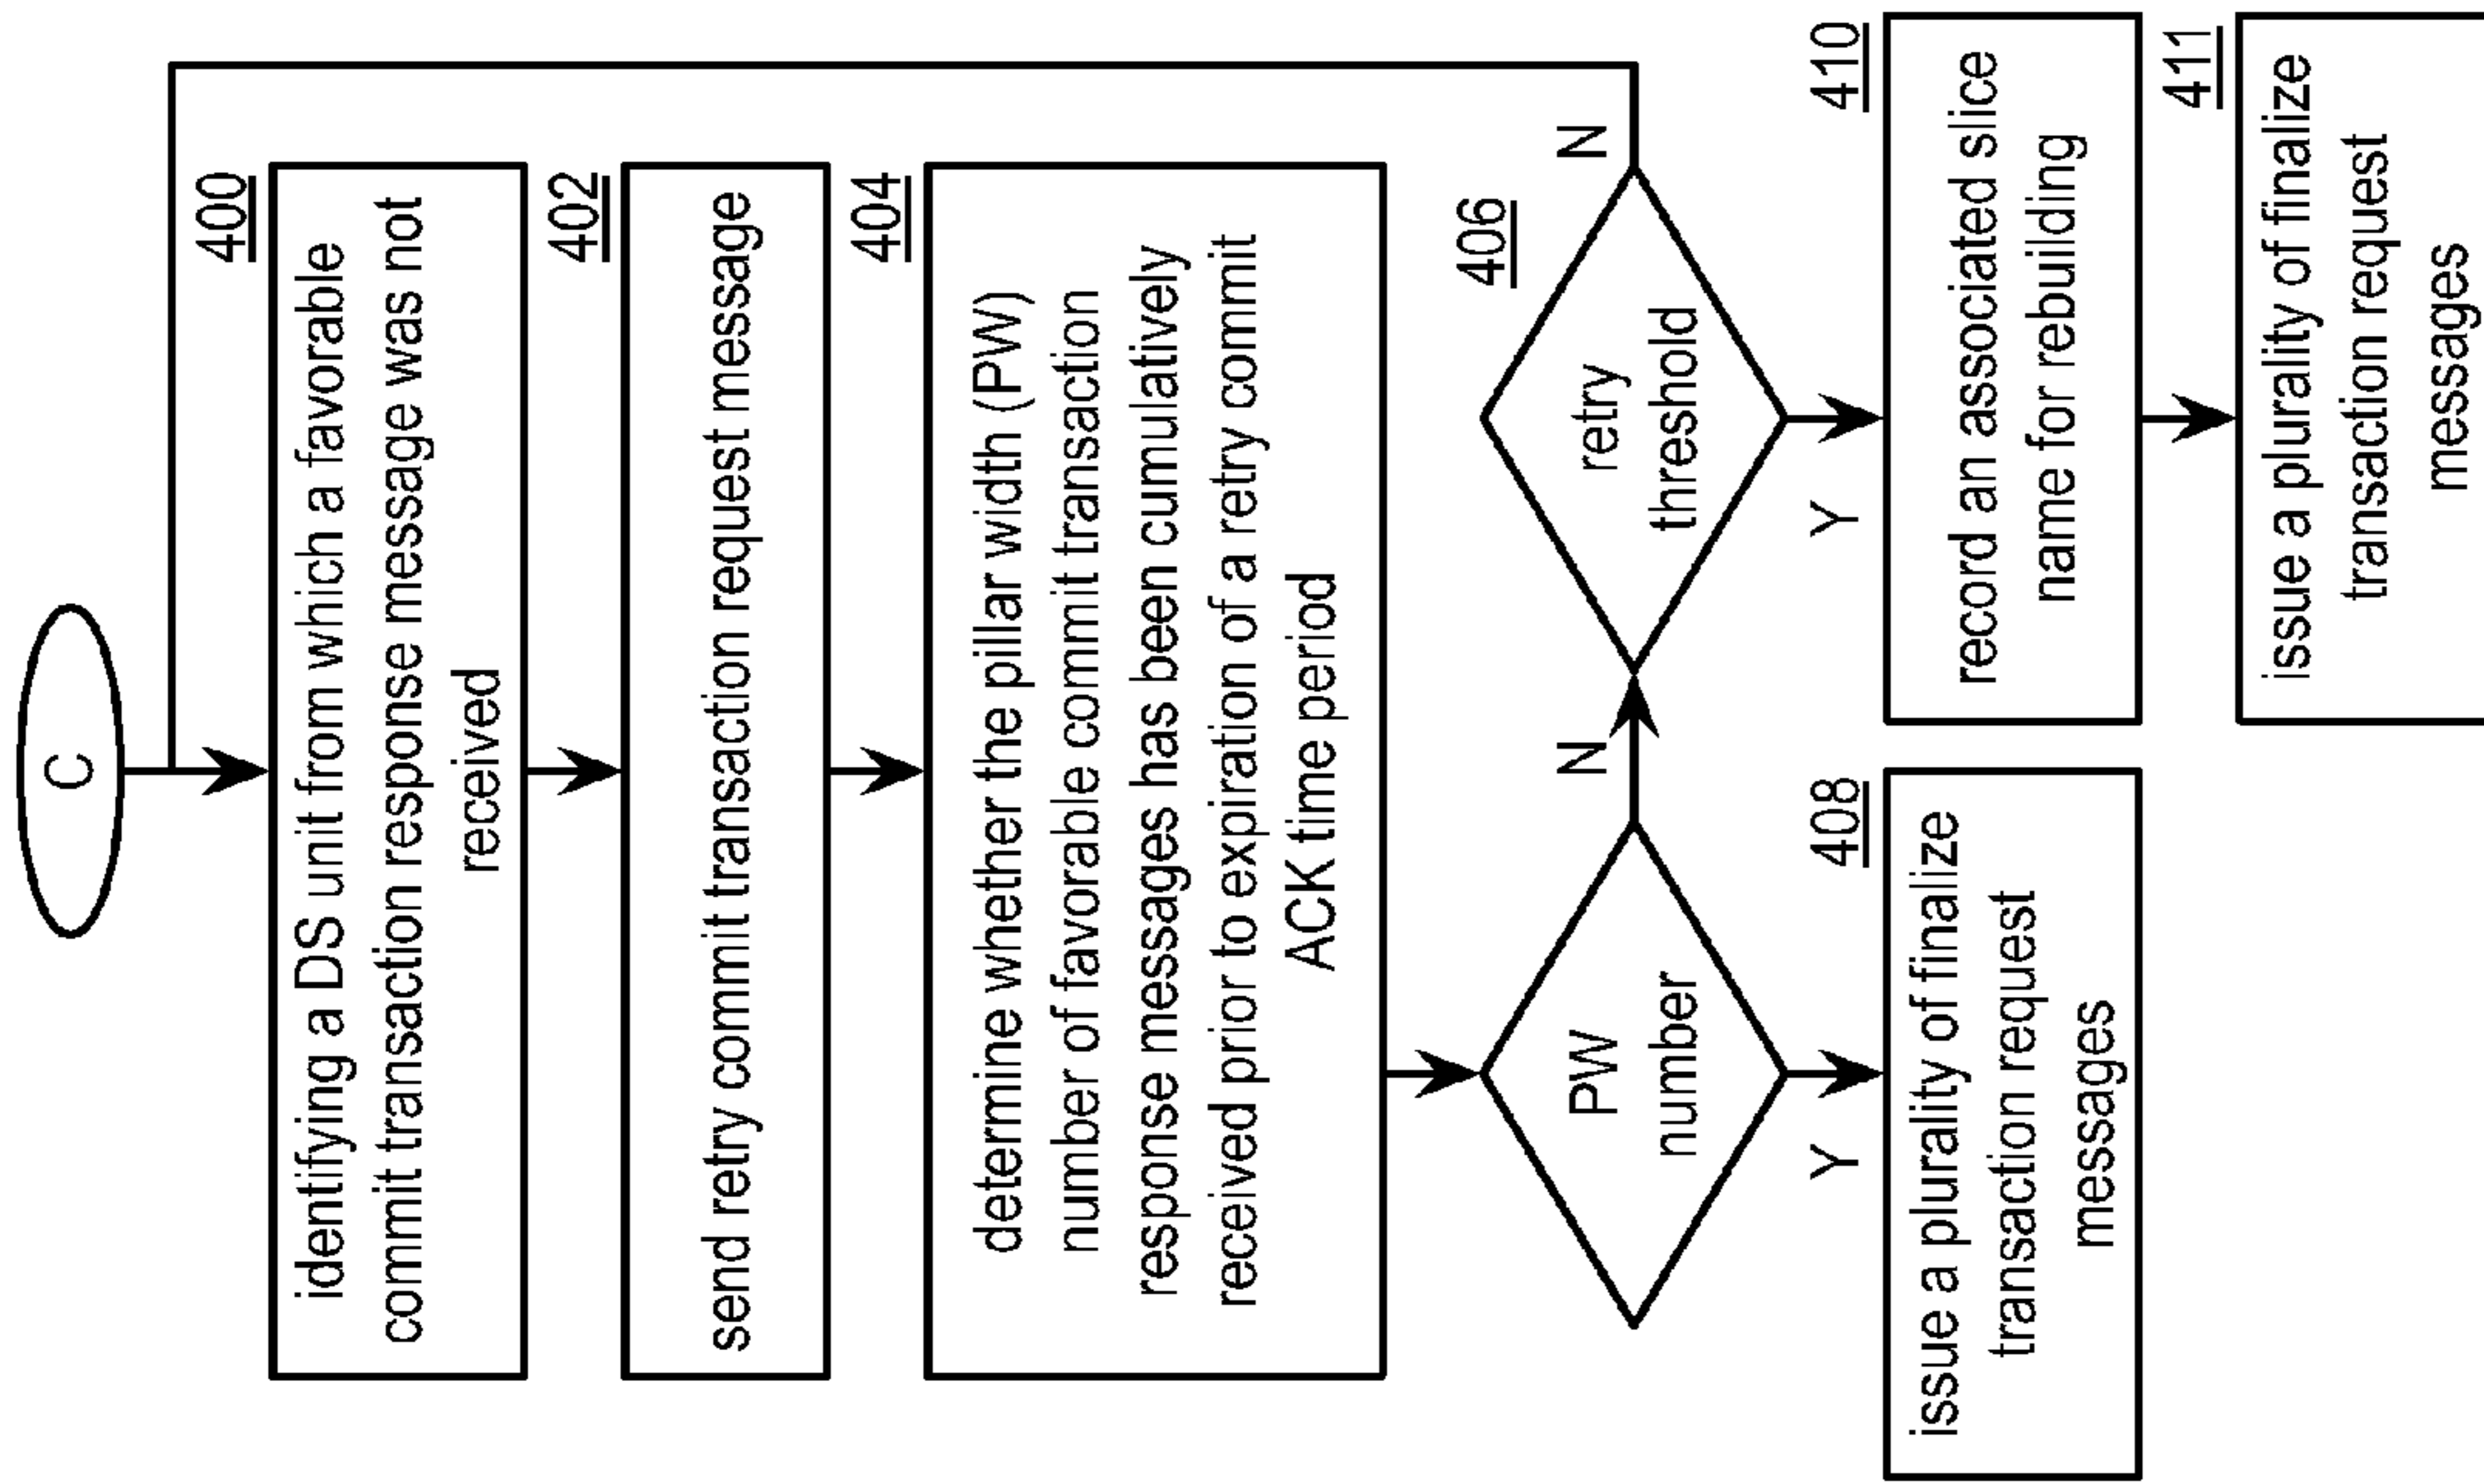 C
400
identifying a DS unit from which a favorable
commit transaction response message was not
received
402
send retry commit transaction request message
404
determine whether the pillar width (PW)
number of favorable commit transaction
response messages has been cumulatively
received prior to expiration of a retry commit
ACK time period
PW
number
N
Y
406
retry
threshold
N
Y
408
issue a plurality of finalize
transaction request
messages
410
record an associated slice
name for rebuilding
411
issue a plurality of finalize
transaction request
messages